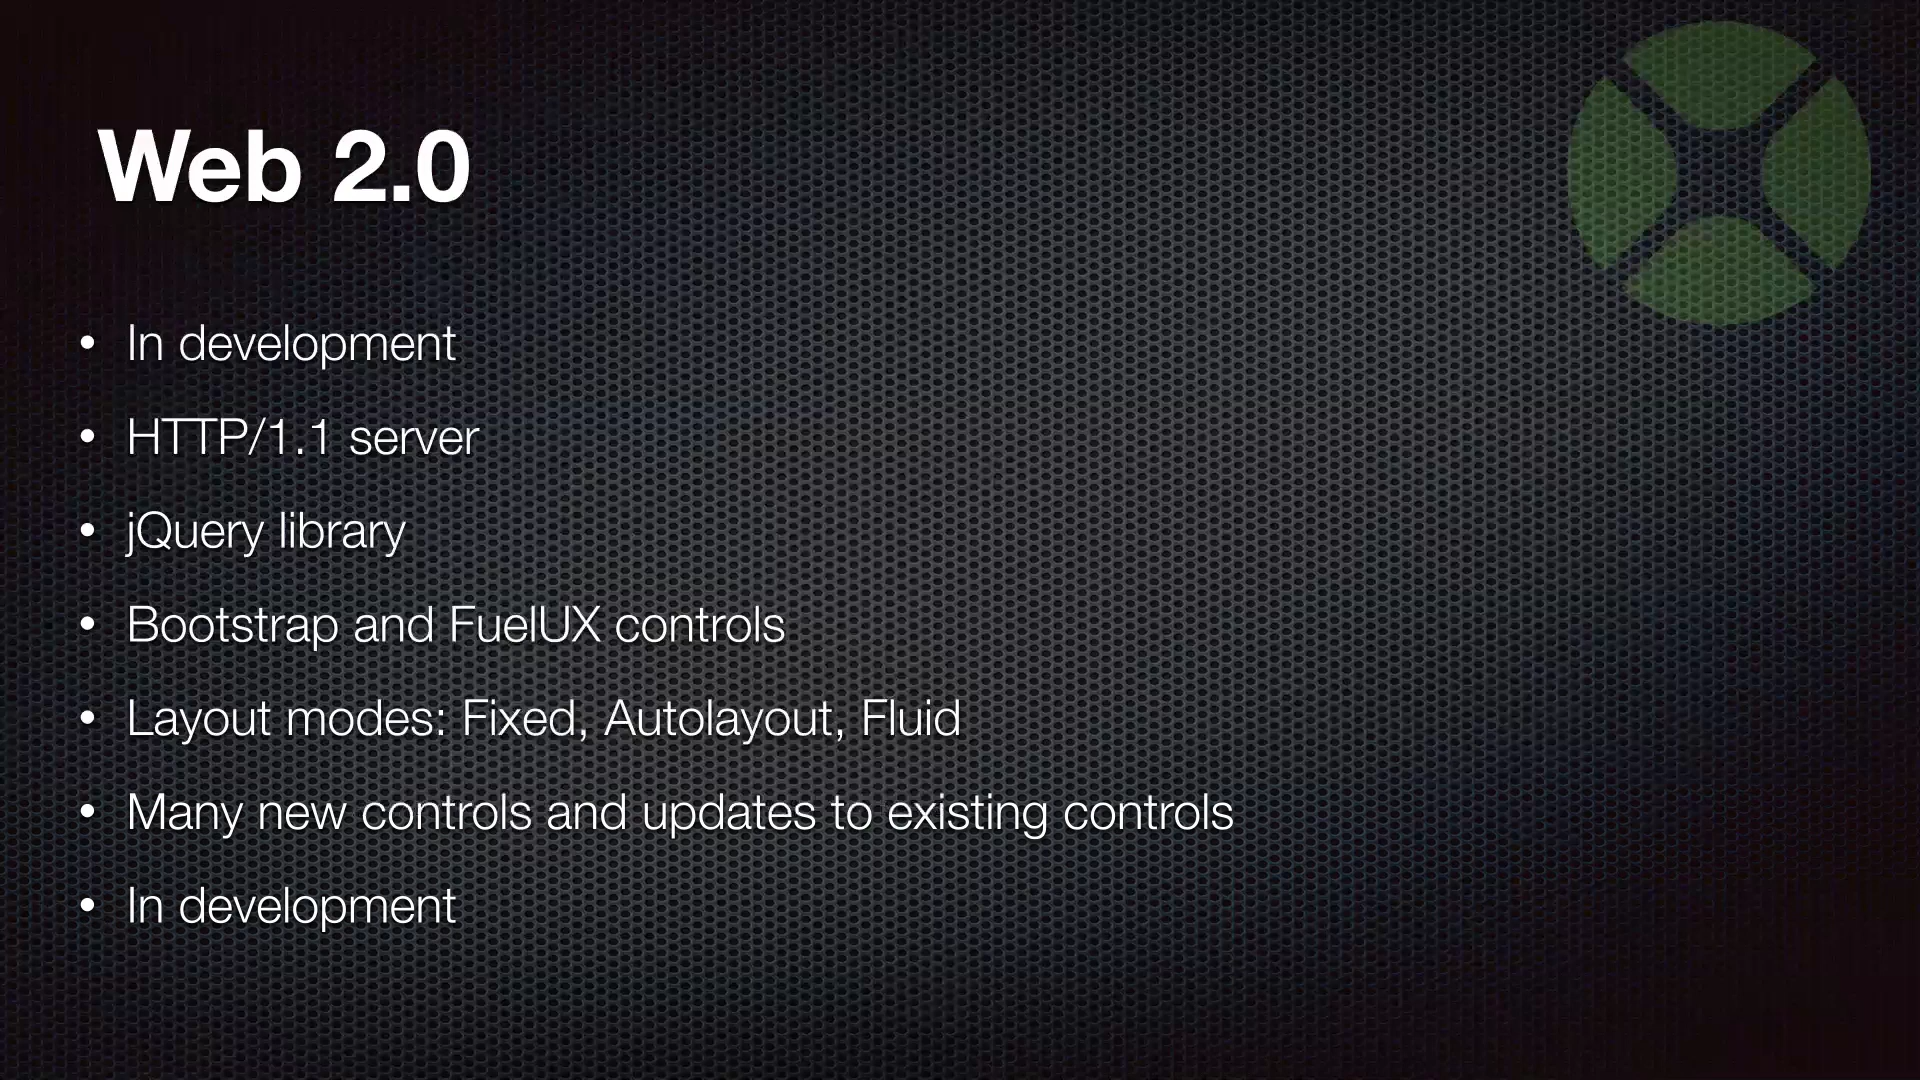 Web 2.0
• In development
• HTTP/1.1 server
• jQuery library
• Bootstrap and FuelUX controls
• Layout modes: Fixed, Autolayout, Fluid
• Many new controls and updates to existing controls
• In development